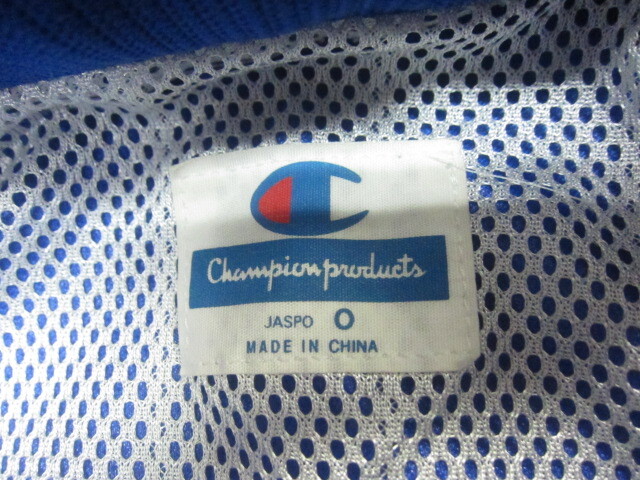 Champion products
JASPO O
MADE IN CHINA